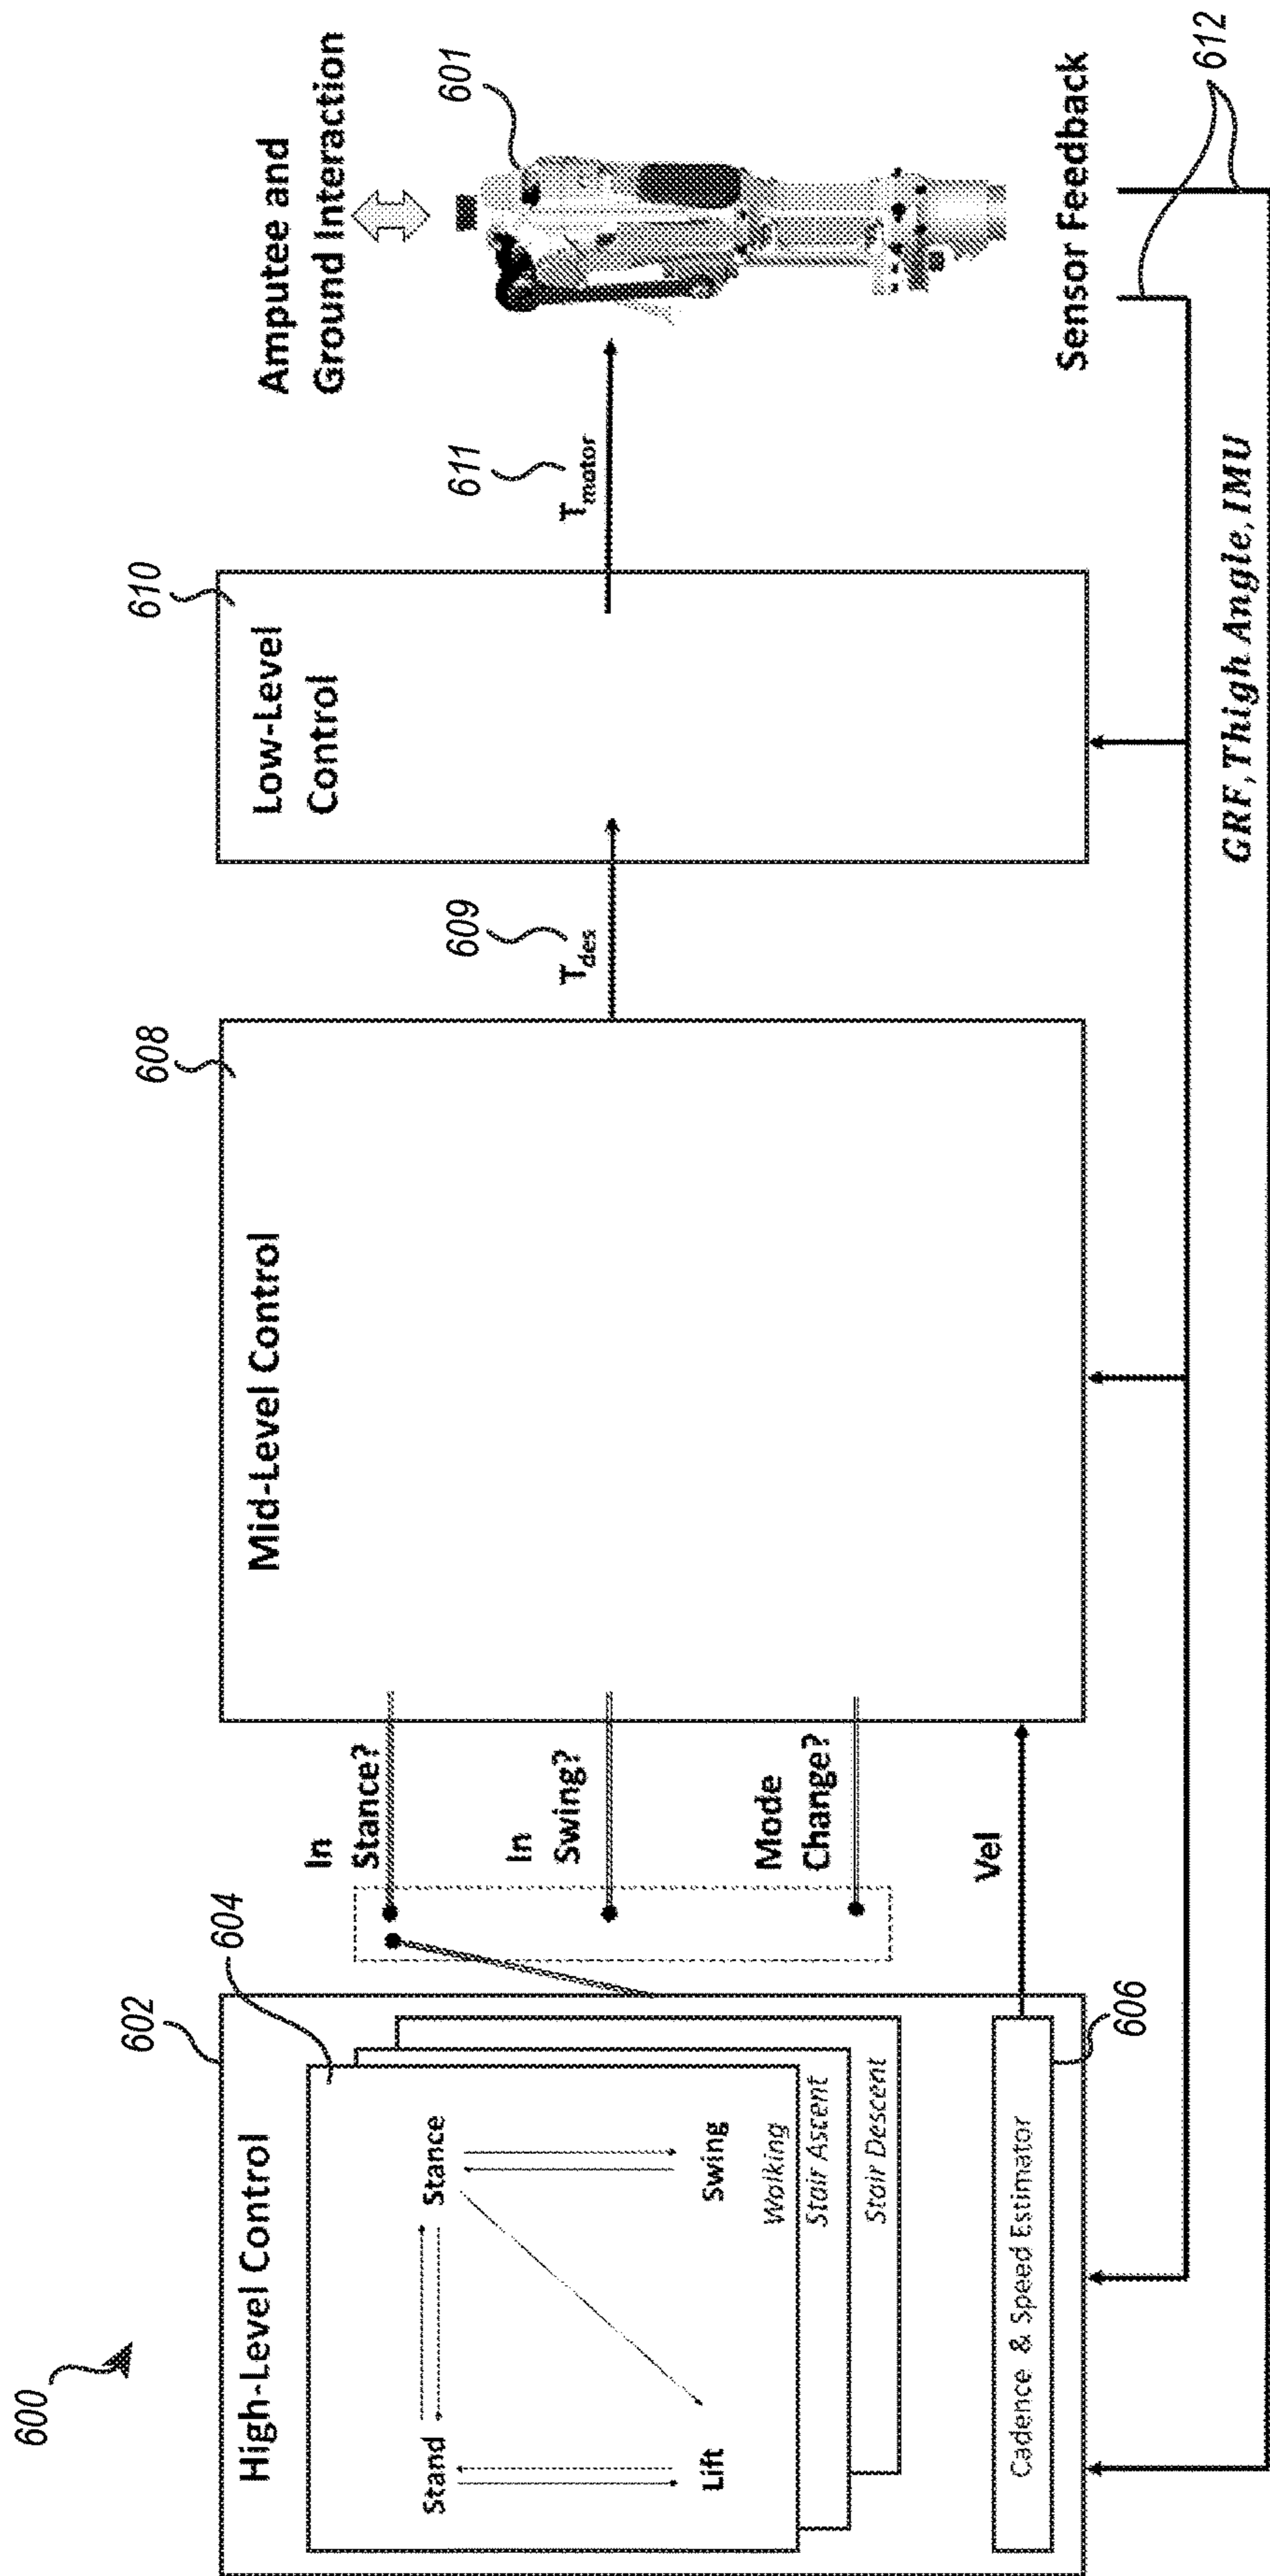 600
High-Level Control
602
604
Stand
Stance
Lift
Swing
Walking
Stair Ascent
Stair Descent
Cadence & Speed Estimator
606
In
Stance?
In
Swing?
Mode
Change?
Vel
Mid-Level Control
608
609
T des
Low-Level
Control
610
611
T motor
Amputee and
Ground Interaction
601
Sensor Feedback
612
GRF, Thigh Angle, IMU